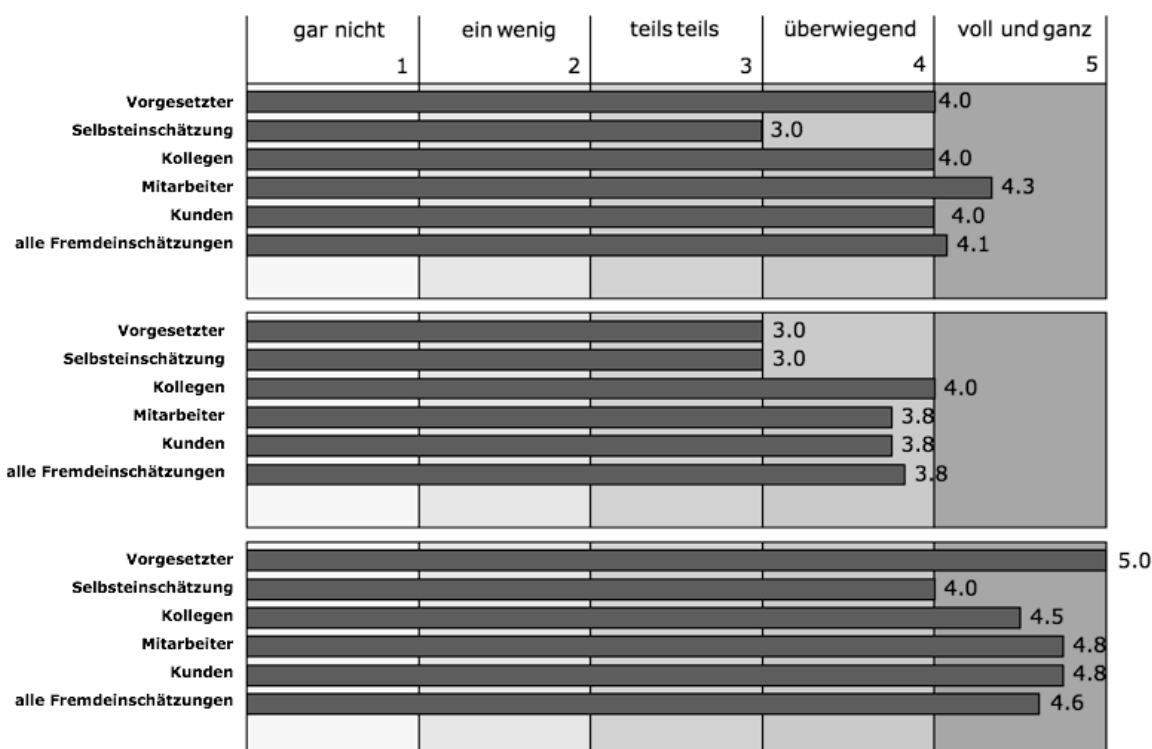 gar nicht ein wenig teils teils überwiegend voll und ganz
1 2 3 4 5
Vorgesetzter 4.0
Selbsteinschätzung 3.0
Kollegen 4.0
Mitarbeiter 4.3
Kunden 4.0
alle Fremdeinschätzungen 4.1
Vorgesetzter 3.0
Selbsteinschätzung 3.0
Kollegen 4.0
Mitarbeiter 3.8
Kunden 3.8
alle Fremdeinschätzungen 3.8
Vorgesetzter 5.0
Selbsteinschätzung 4.0
Kollegen 4.5
Mitarbeiter 4.8
Kunden 4.8
alle Fremdeinschätzungen 4.6